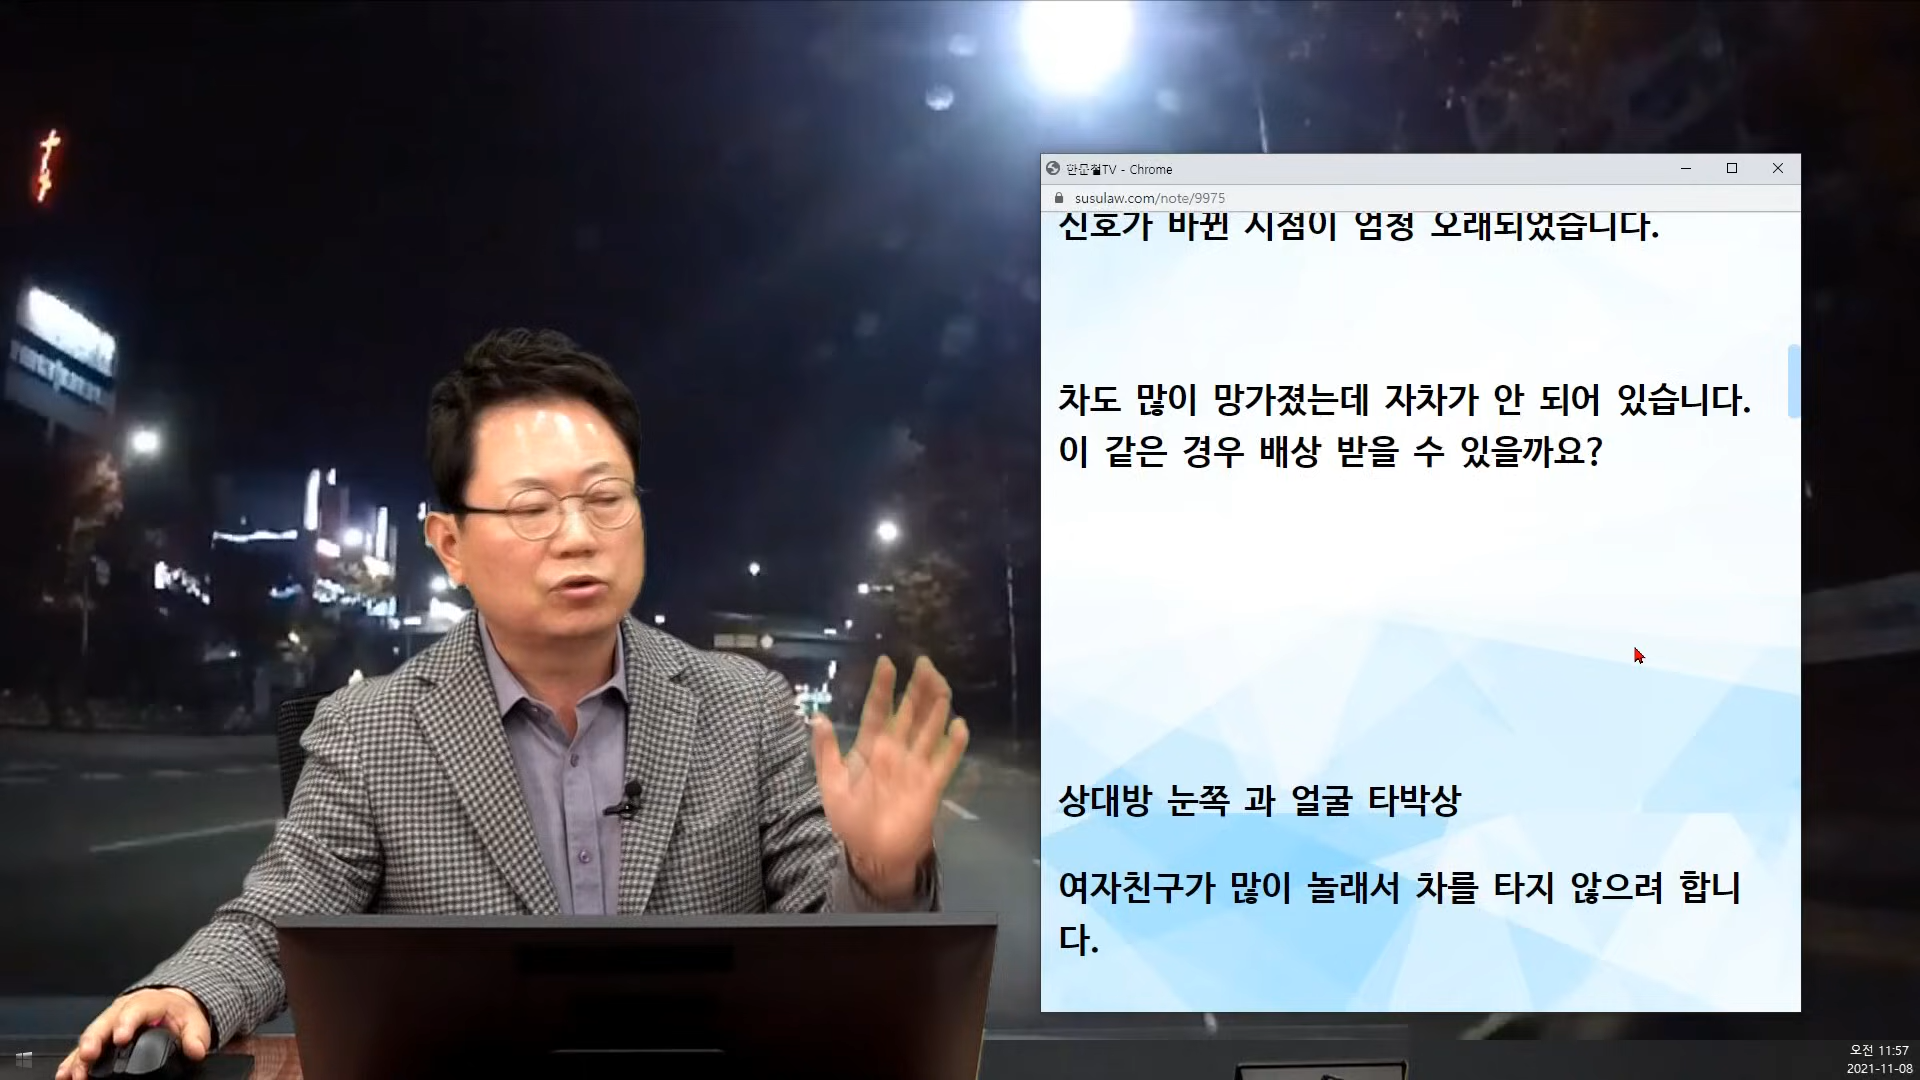 한문철TV - Chrome
susulaw.com/note/9975
신호가 바뀐 시점이 엄청 오래되었습니다.
차도 많이 망가졌는데 자차가 안 되어 있습니다.
이 같은 경우 배상 받을 수 있을까요?
상대방 눈쪽 과 얼굴 타박상
여자친구가 많이 놀래서 차를 타지 않으려 합니
다.
오전 11:57
2021-11-08